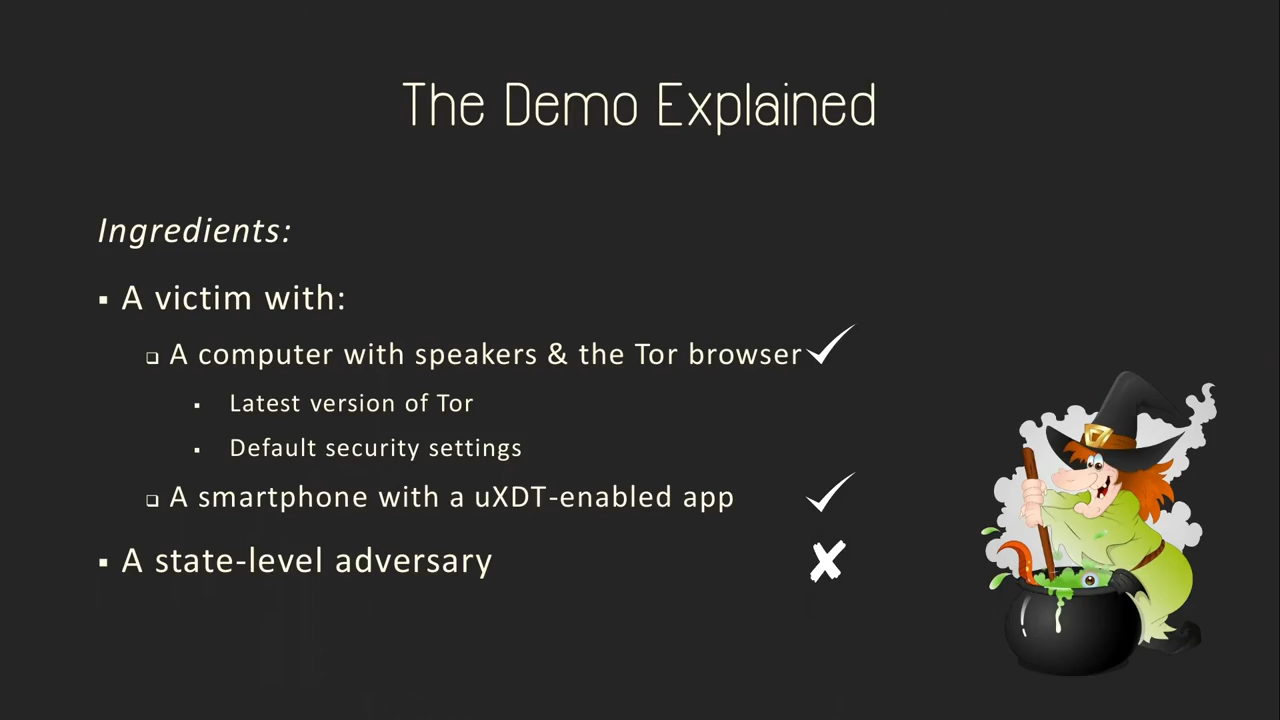 The Demo Explained
Ingredients:
▪ A victim with:
❑ A computer with speakers & the Tor browser ✓
▪ Latest version of Tor
▪ Default security settings
❑ A smartphone with a uXDT-enabled app ✓
▪ A state-level adversary ✗